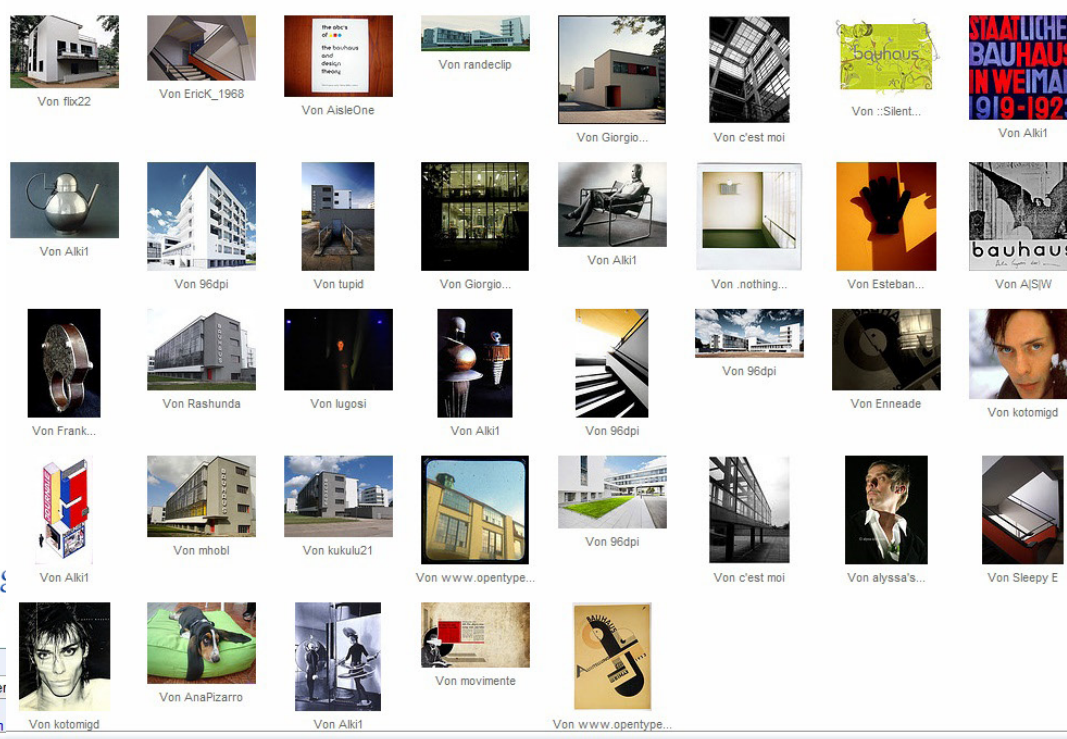 the abc's
of
the bauhaus
and
design
theory
bauhaus
STAATLICHE
BAUHAUS
IN WEIMAR
1919-192
Von flix22
Von EricK_1968
Von AisleOne
Von randeclip
Von Giorgio...
Von c'est moi
Von ::Silent...
Von Alki1
bauhaus
Von Alki1
Von 96dpi
Von tupid
Von Giorgio...
Von Alki1
Von .nothing...
Von Esteban...
Von A|S|W
BAUHAUS
Von Frank...
Von Rashunda
Von lugosi
Von Alki1
Von 96dpi
Von 96dpi
Von Enneade
Von kotomigd
BAUHAUS
Von Alki1
Von mhobl
Von kukulu21
Von www.opentype...
Von 96dpi
Von c'est moi
Von alyssa's...
Von Sleepy E
BAUHAUS
Von kotomigd
Von AnaPizarro
Von Alki1
Von movimente
Von www.opentype...